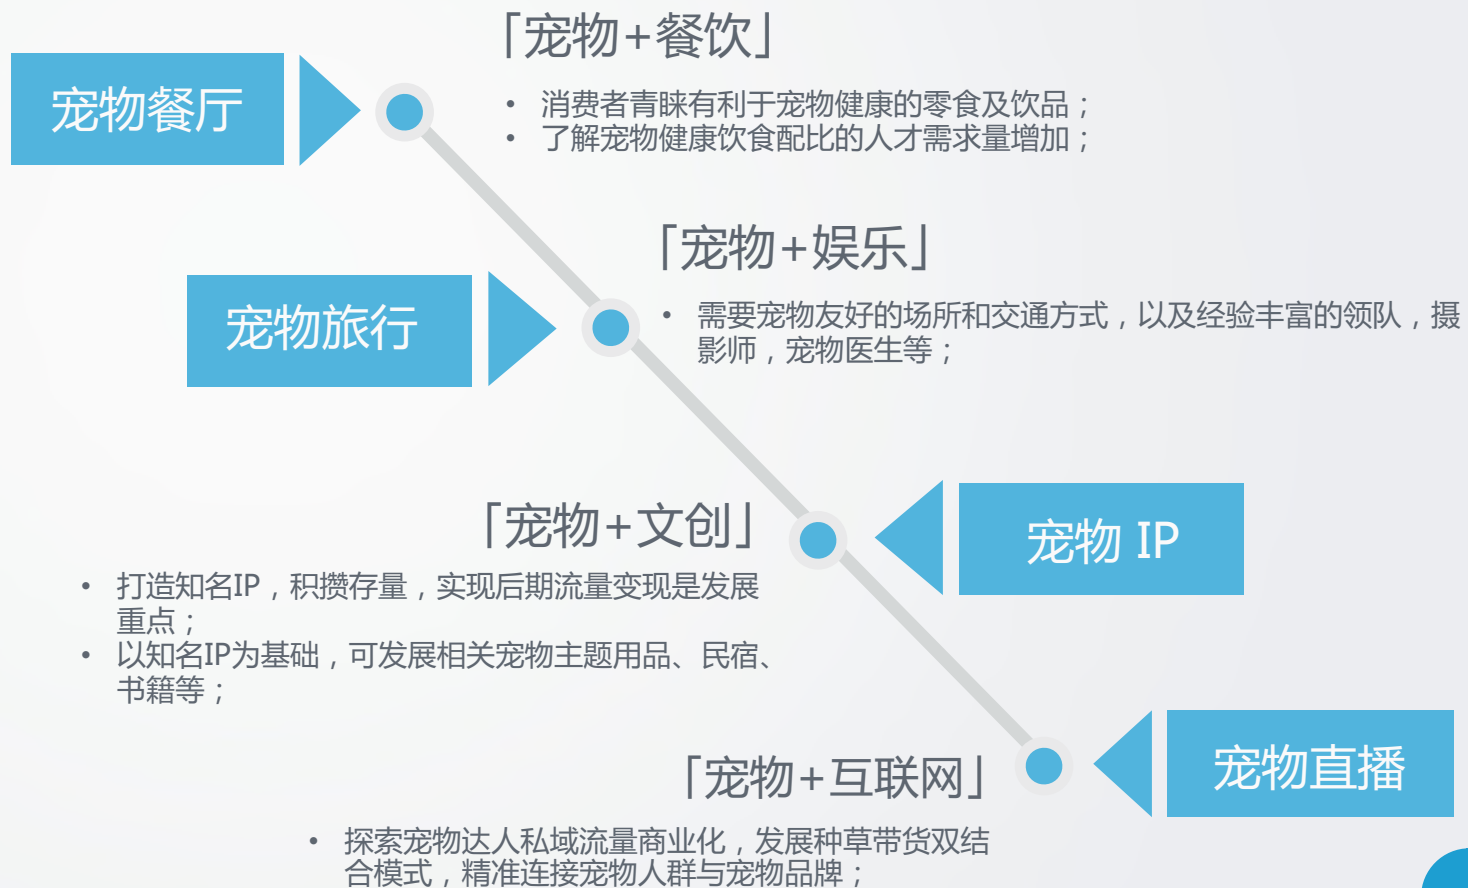 宠物餐厅
「宠物+餐饮」
• 消费者青睐有利于宠物健康的零食及饮品；
• 了解宠物健康饮食配比的人才需求量增加；
宠物旅行
「宠物+娱乐」
• 需要宠物友好的场所和交通方式，以及经验丰富的领队，摄
影师，宠物医生等；
「宠物+文创」
宠物 IP
• 打造知名IP，积攒存量，实现后期流量变现是发展
重点；
• 以知名IP为基础，可发展相关宠物主题用品、民宿、
书籍等；
「宠物+互联网」
宠物直播
• 探索宠物达人私域流量商业化，发展种草带货双结
合模式，精准连接宠物人群与宠物品牌；